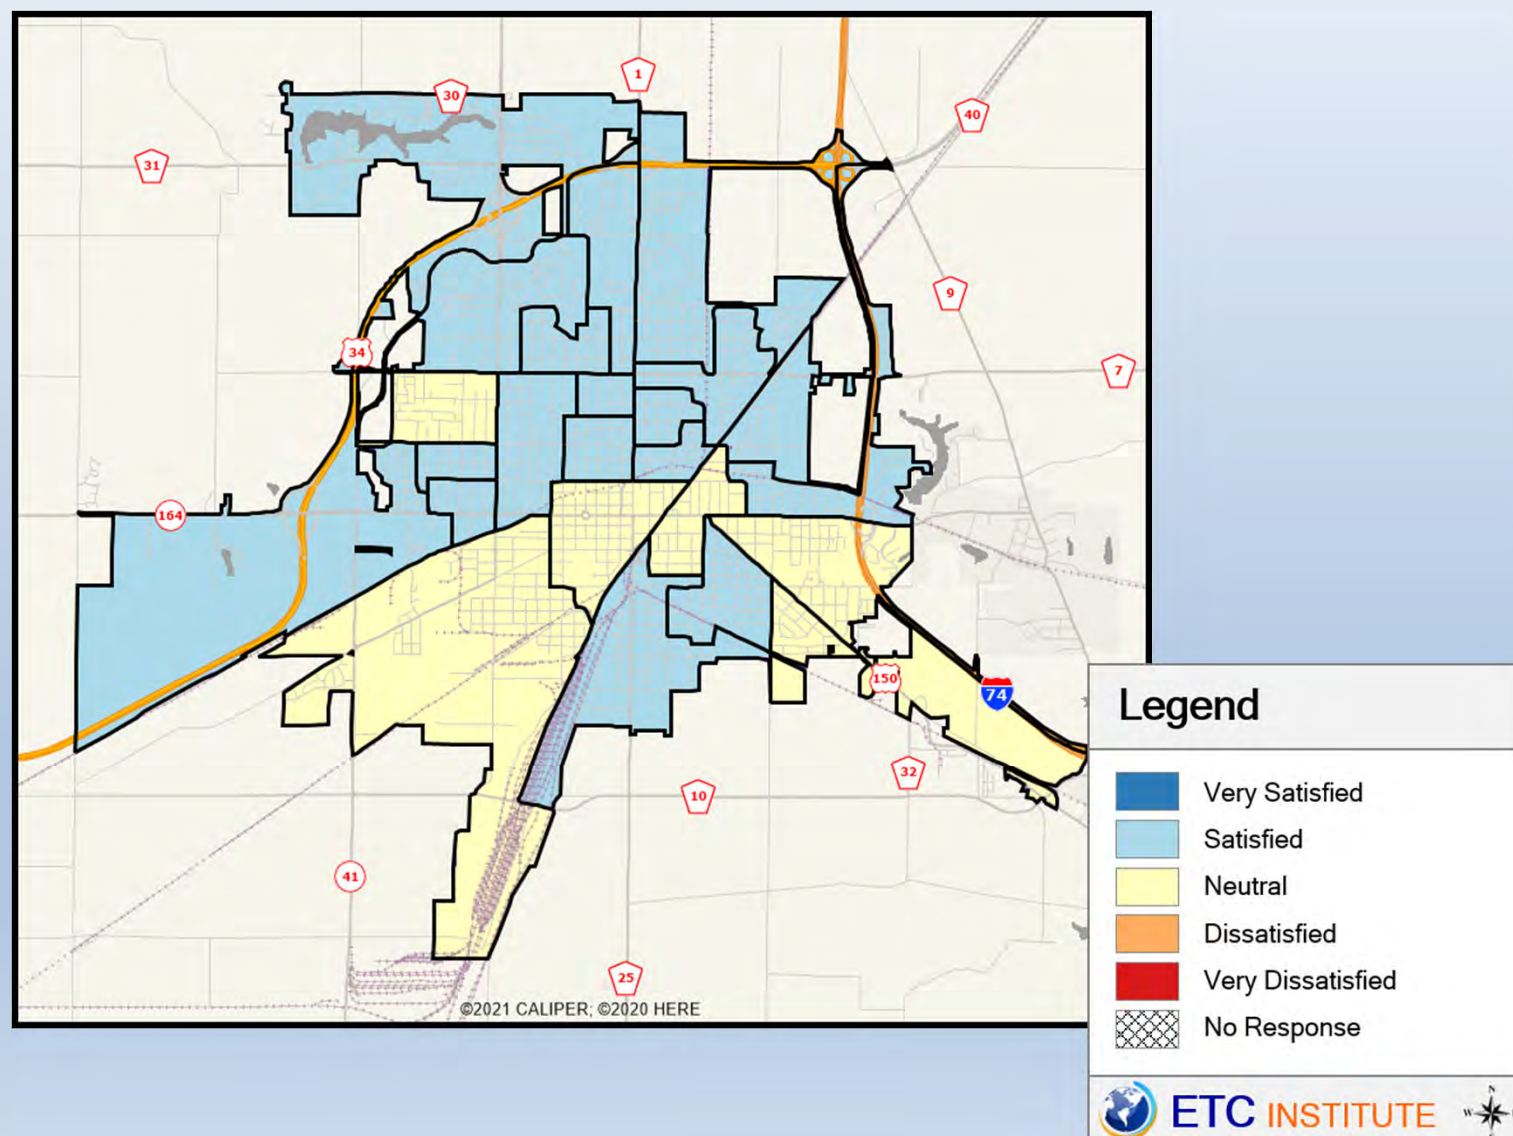 1
30
40
31
9
34
7
164
150
74
32
10
41
25
©2021 CALIPER; ©2020 HERE
Legend
Very Satisfied
Satisfied
Neutral
Dissatisfied
Very Dissatisfied
No Response
N
W
ETC INSTITUTE